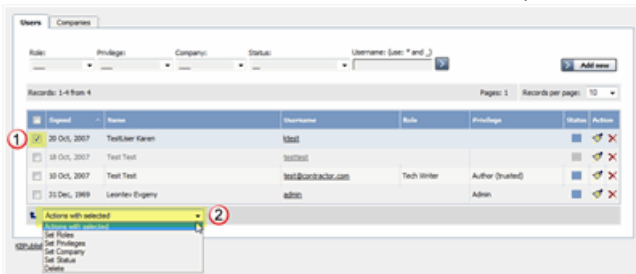 Users Companies
Role: Privilege: Company: Status: Username: (use: * and _)
Add new
Records: 1-4 from 4 Pages: 1 Records per page: 10
Signed Name Username Role Privilege Status Action
1 20 Oct, 2007 TestUser Karen ktest
18 Oct, 2007 Test Test testtest
10 Oct, 2007 Test Test test@contractor.com Tech Writer Author (trusted)
31 Dec, 1969 Leontev Evgeny admin Admin
Actions with selected 2
Actions with selected
Set Roles
Set Privileges
Set Company
Set Status
Delete